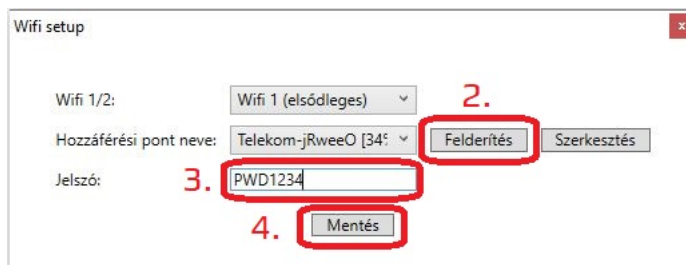 Wifi setup
x
Wifi 1/2: Wifi 1 (elsődleges)
2.
Hozzáférési pont neve: Telekom-jRweeO [34% Felderítés Szerkesztés
Jelszó: 3. PWD1234
4. Mentés